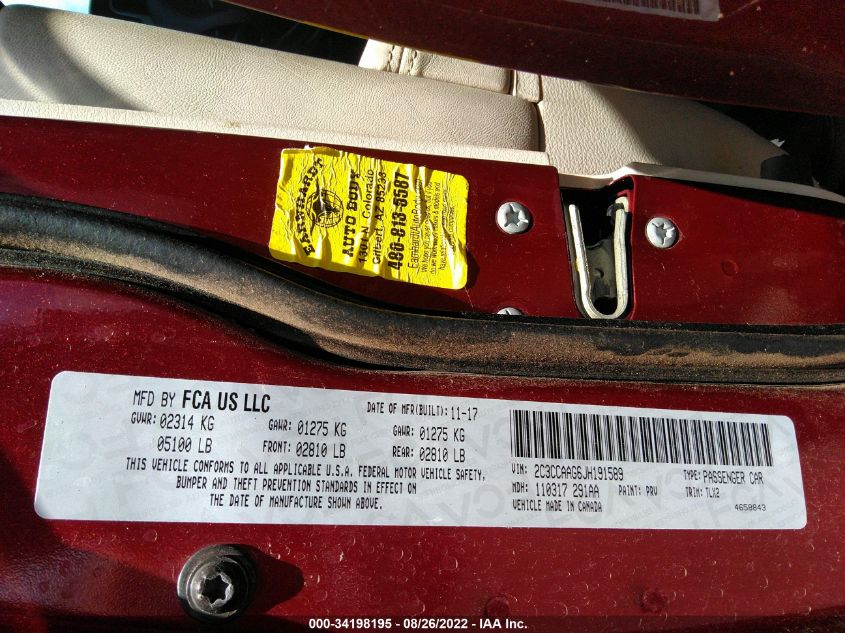 EARNHARDT
AUTO BODY
1301 N. Colorado
Gilbert, AZ 85233
480-813-6587
MFD BY FCA US LLC
DATE OF MFR(BUILT): 11-17
GVWR: 02314 KG
GAWR: 01275 KG
GAWR: 01275 KG
05100 LB
FRONT: 02810 LB
REAR: 02810 LB
THIS VEHICLE CONFORMS TO ALL APPLICABLE U.S.A. FEDERAL MOTOR VEHICLE SAFETY,
BUMPER AND THEFT PREVENTION STANDARDS IN EFFECT ON
THE DATE OF MANUFACTURE SHOWN ABOVE.
VIN: 2C3CCAAG6JH191589
TYPE: PASSENGER CAR
MDH: 110317 291AA
PAINT: PRV
TRIM: TLX2
VEHICLE MADE IN CANADA
4658843
000-34198195 - 08/26/2022 - IAA Inc.